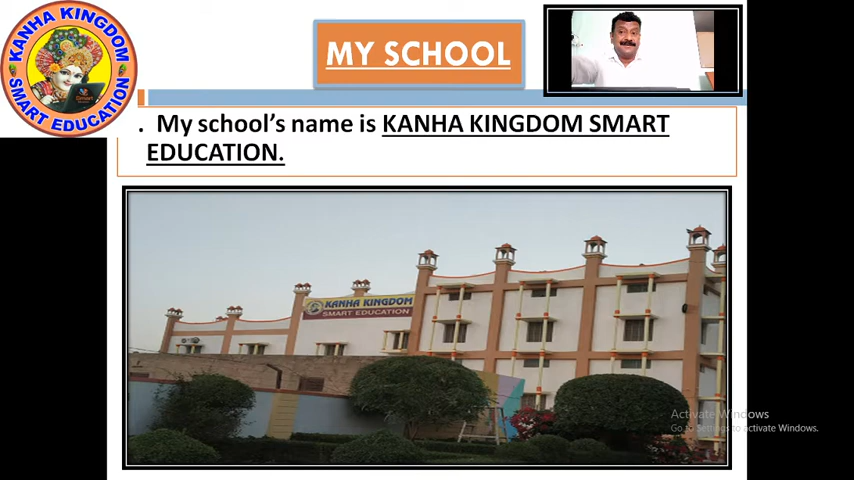 KANHA KINGDOM
SMART EDUCATION
MY SCHOOL
. My school's name is KANHA KINGDOM SMART
EDUCATION.
KANHA KINGDOM
SMART EDUCATION
Activate Windows
Go to Settings to activate Windows.